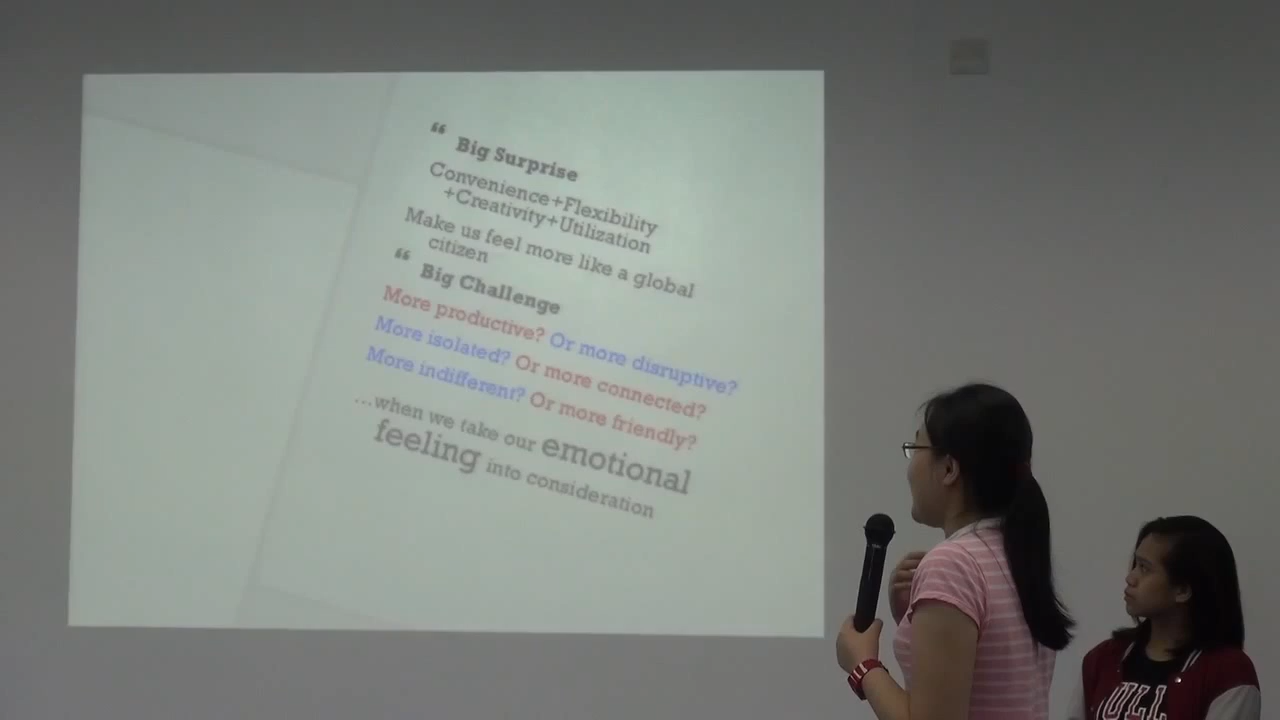 “ Big Surprise
Convenience+Flexibility
+Creativity+Utilization
Make us feel more like a global
citizen
“ Big Challenge
More productive? Or more disruptive?
More isolated? Or more connected?
More indifferent? Or more friendly?
...when we take our emotional
feeling into consideration
ULL